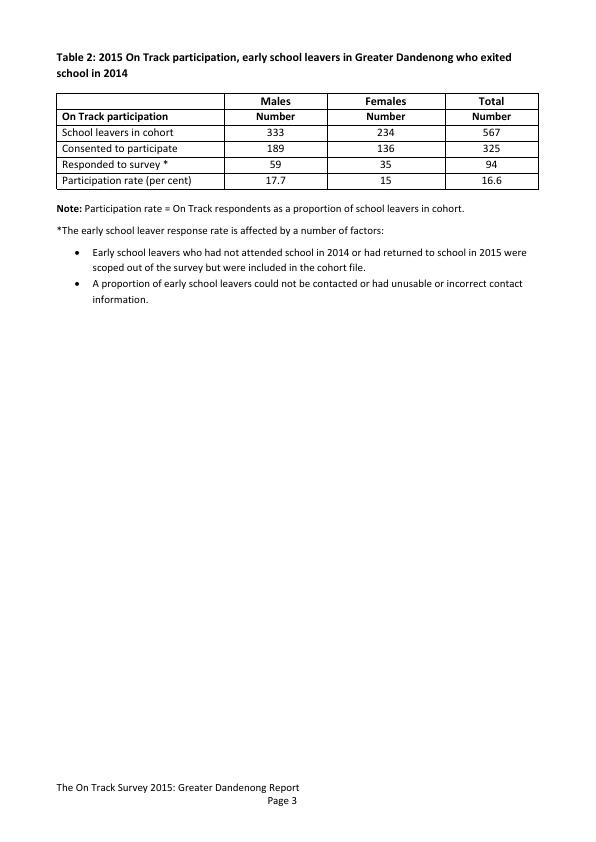 Table 2: 2015 On Track participation, early school leavers in Greater Dandenong who exited
school in 2014
Males Females Total
On Track participation Number Number Number
School leavers in cohort 333 234 567
Consented to participate 189 136 325
Responded to survey * 59 35 94
Participation rate (per cent) 17.7 15 16.6
Note: Participation rate = On Track respondents as a proportion of school leavers in cohort.
*The early school leaver response rate is affected by a number of factors:
• Early school leavers who had not attended school in 2014 or had returned to school in 2015 were
scoped out of the survey but were included in the cohort file.
• A proportion of early school leavers could not be contacted or had unusable or incorrect contact
information.
The On Track Survey 2015: Greater Dandenong Report
Page 3